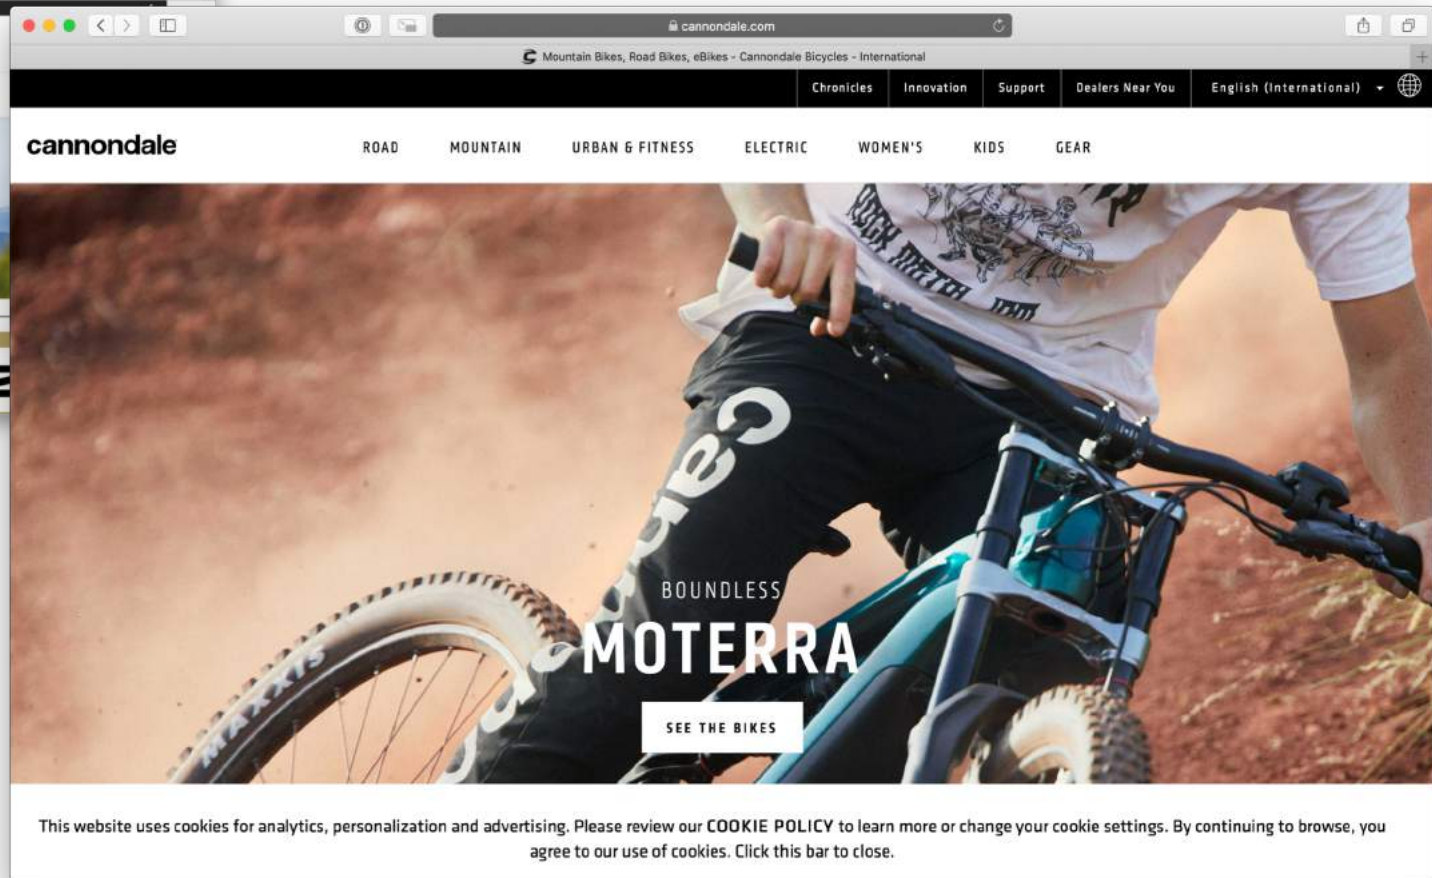 cannondale.com
Mountain Bikes, Road Bikes, eBikes - Cannondale Bicycles - International
Chronicles Innovation Support Dealers Near You English (International)
cannondale
ROAD MOUNTAIN URBAN & FITNESS ELECTRIC WOMEN'S KIDS GEAR
BOUNDLESS
MOTERRA
MAXXIS
SEE THE BIKES
This website uses cookies for analytics, personalization and advertising. Please review our COOKIE POLICY to learn more or change your cookie settings. By continuing to browse, you
agree to our use of cookies. Click this bar to close.